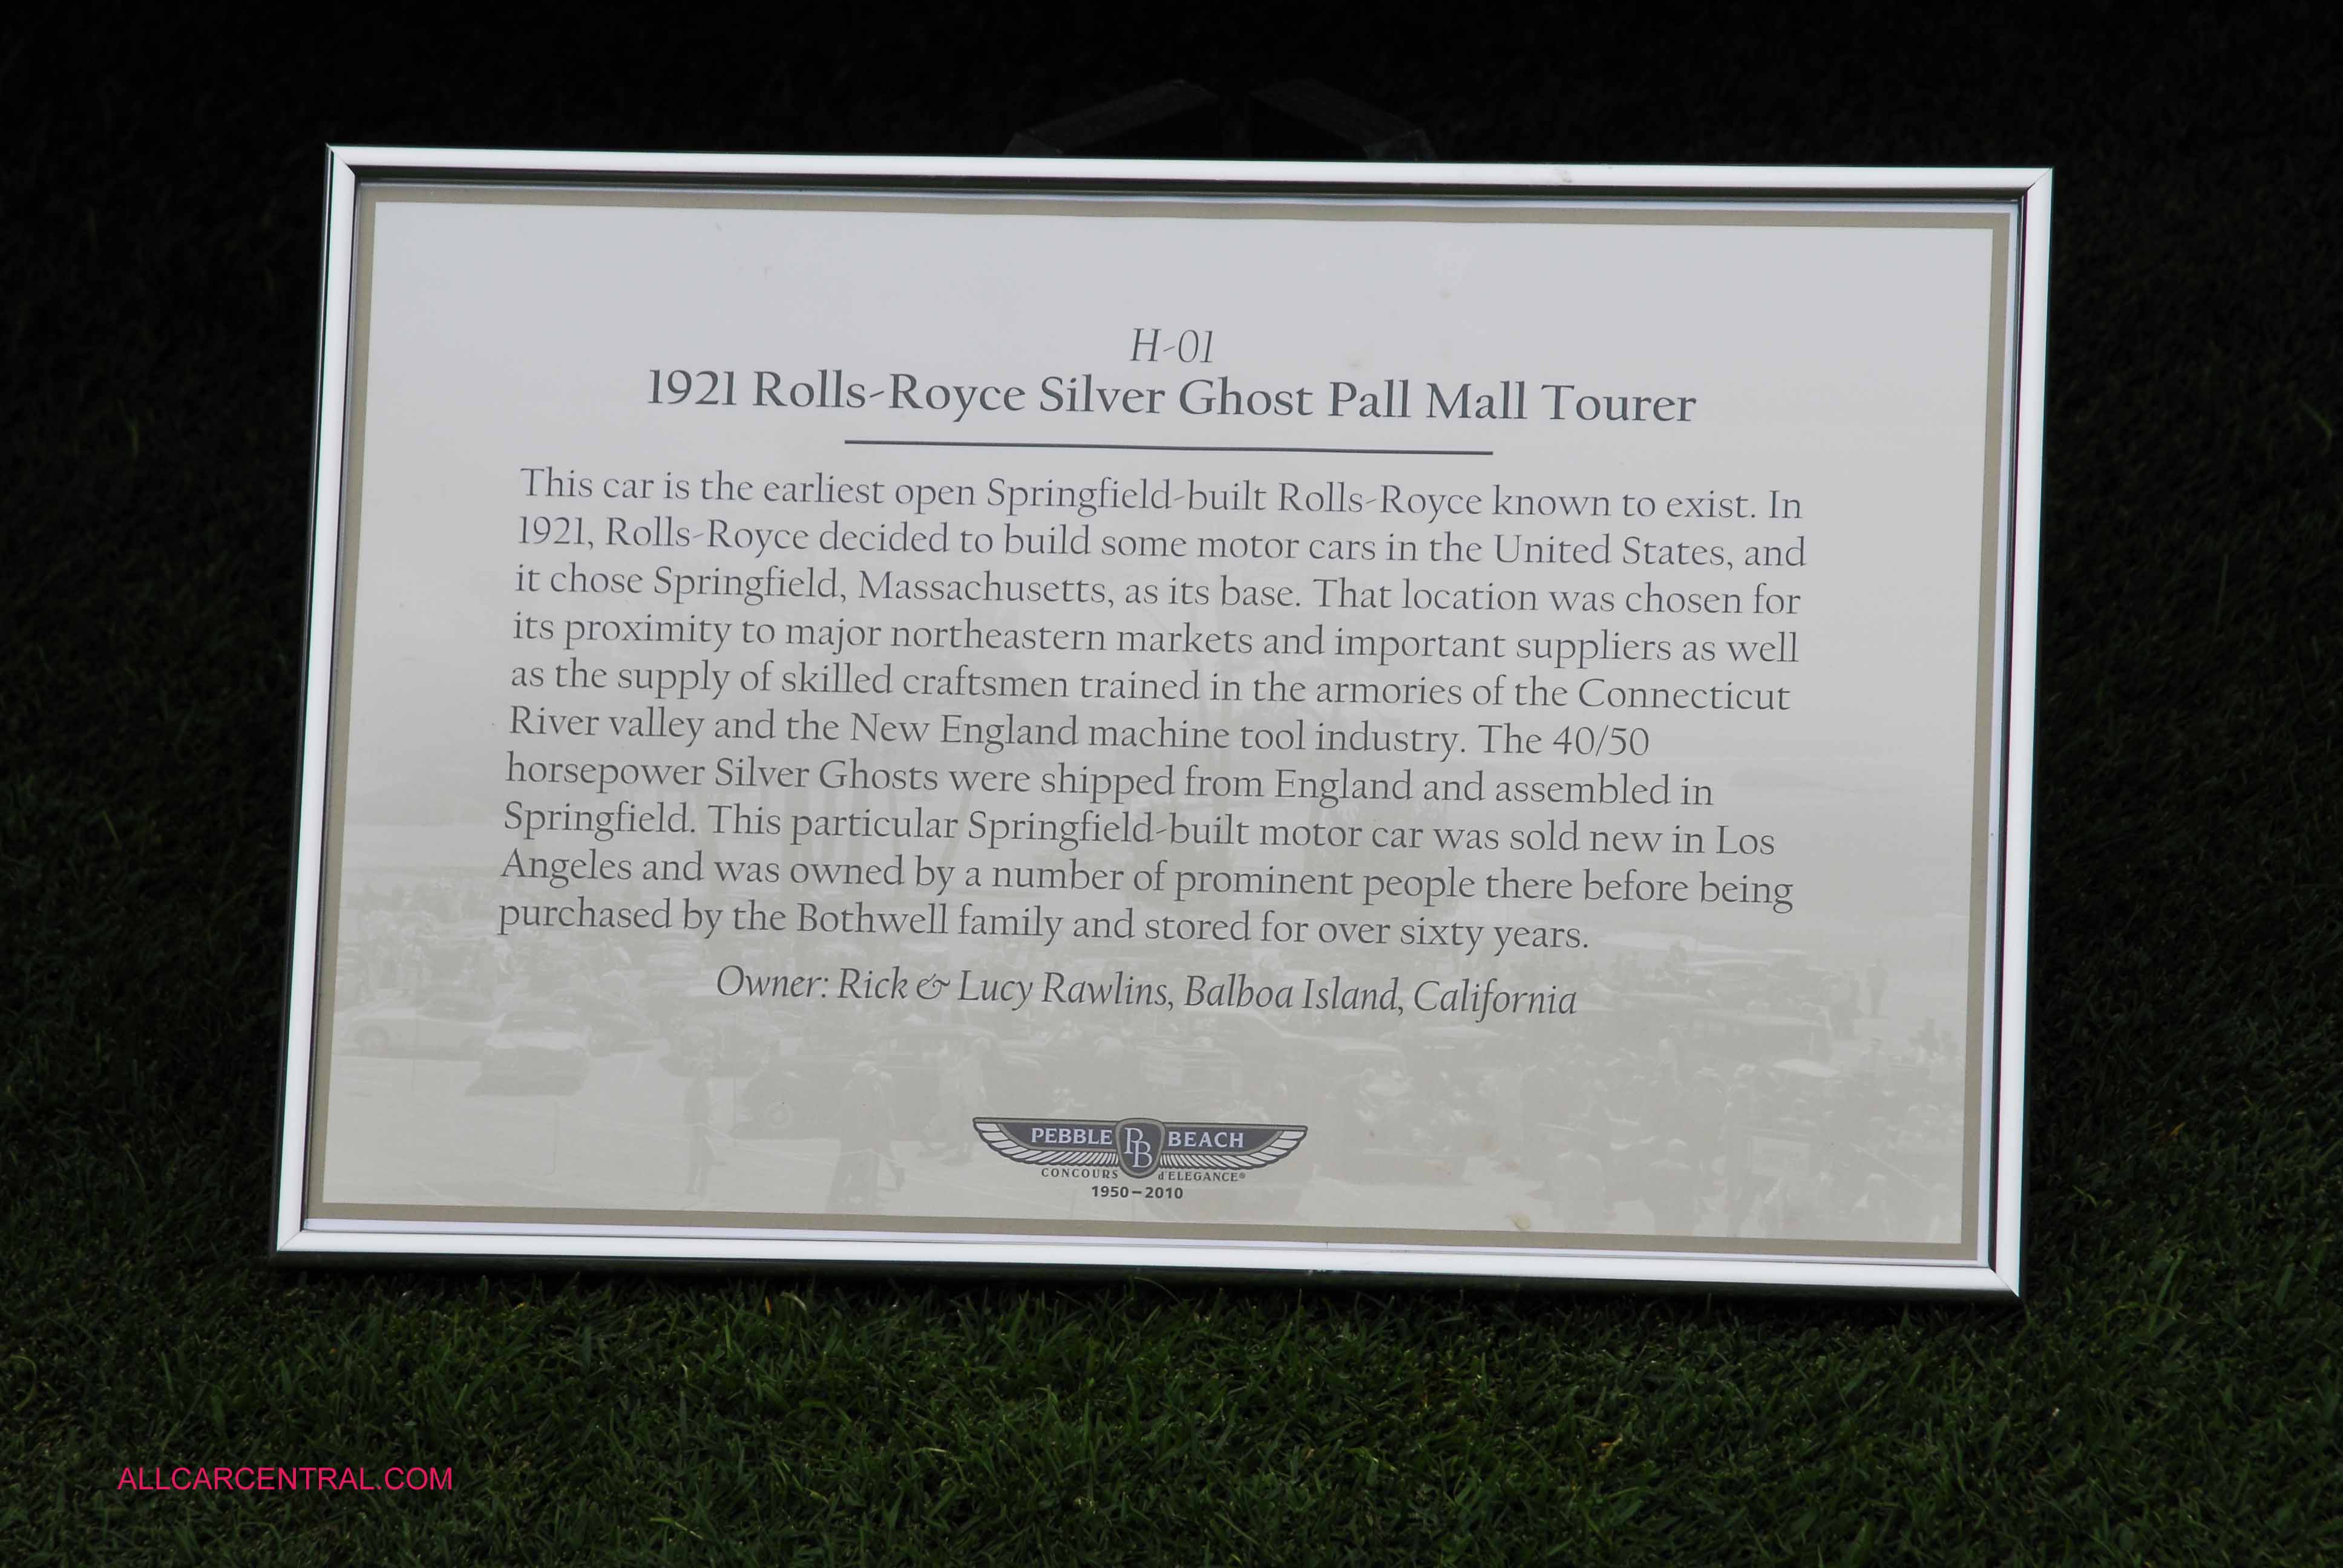 H-01
1921 Rolls-Royce Silver Ghost Pall Mall Tourer
This car is the earliest open Springfield-built Rolls-Royce known to exist. In
1921, Rolls-Royce decided to build some motor cars in the United States, and
it chose Springfield, Massachusetts, as its base. That location was chosen for
its proximity to major northeastern markets and important suppliers as well
as the supply of skilled craftsmen trained in the armories of the Connecticut
River valley and the New England machine tool industry. The 40/50
horsepower Silver Ghosts were shipped from England and assembled in
Springfield. This particular Springfield-built motor car was sold new in Los
Angeles and was owned by a number of prominent people there before being
purchased by the Bothwell family and stored for over sixty years.
Owner: Rick & Lucy Rawlins, Balboa Island, California
PEBBLE PB BEACH
CONCOURS d'ELEGANCE®
1950–2010
ALLCARCENTRAL.COM